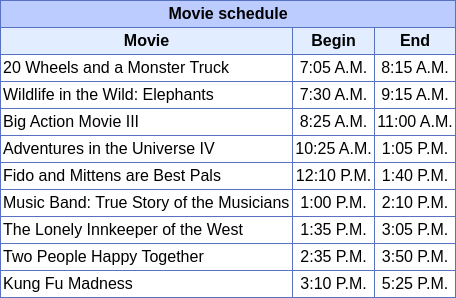 Movie schedule
Movie Begin End
20 Wheels and a Monster Truck 7:05 A.M. 8:15 A.M.
Wildlife in the Wild: Elephants 7:30 A.M. 9:15 A.M.
Big Action Movie III 8:25 A.M. 11:00 A.M.
Adventures in the Universe IV 10:25 A.M. 1:05 P.M.
Fido and Mittens are Best Pals 12:10 P.M. 1:40 P.M.
Music Band: True Story of the Musicians 1:00 P.M. 2:10 P.M.
The Lonely Innkeeper of the West 1:35 P.M. 3:05 P.M.
Two People Happy Together 2:35 P.M. 3:50 P.M.
Kung Fu Madness 3:10 P.M. 5:25 P.M.